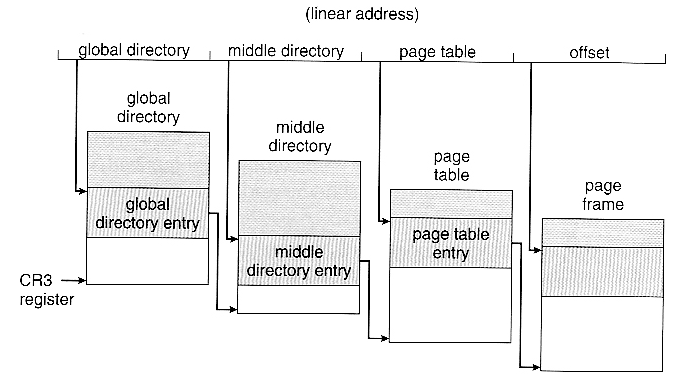 (linear address)
global directory
middle directory
page table
offset
global
directory
middle
directory
page
table
page
frame
global
directory entry
middle
directory entry
page table
entry
CR3
register